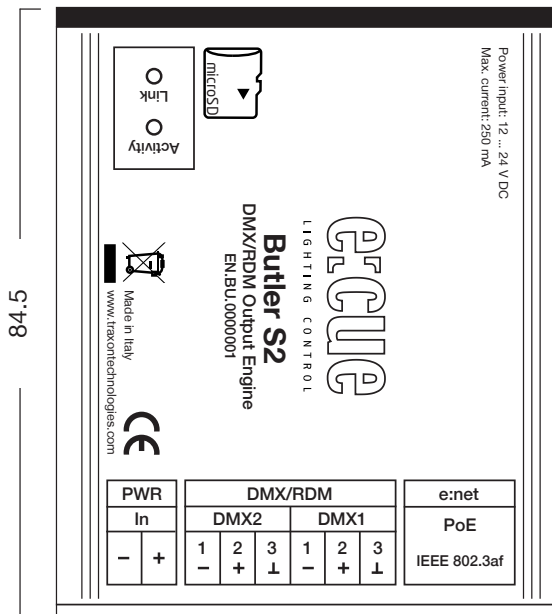 84.5
Link
Activity
microSD
Power input: 12 ... 24 V DC
Max. current: 250 mA
e:cue
LIGHTING CONTROL
Butler S2
DMX/RDM Output Engine
EN.BU.0000001
Made in Italy
www.traxontechnologies.com
CE
PWR
In
– +
DMX/RDM
DMX2 DMX1
1 2 3 1 2 3
– + ⊥ – + ⊥
e:net
PoE
IEEE 802.3af